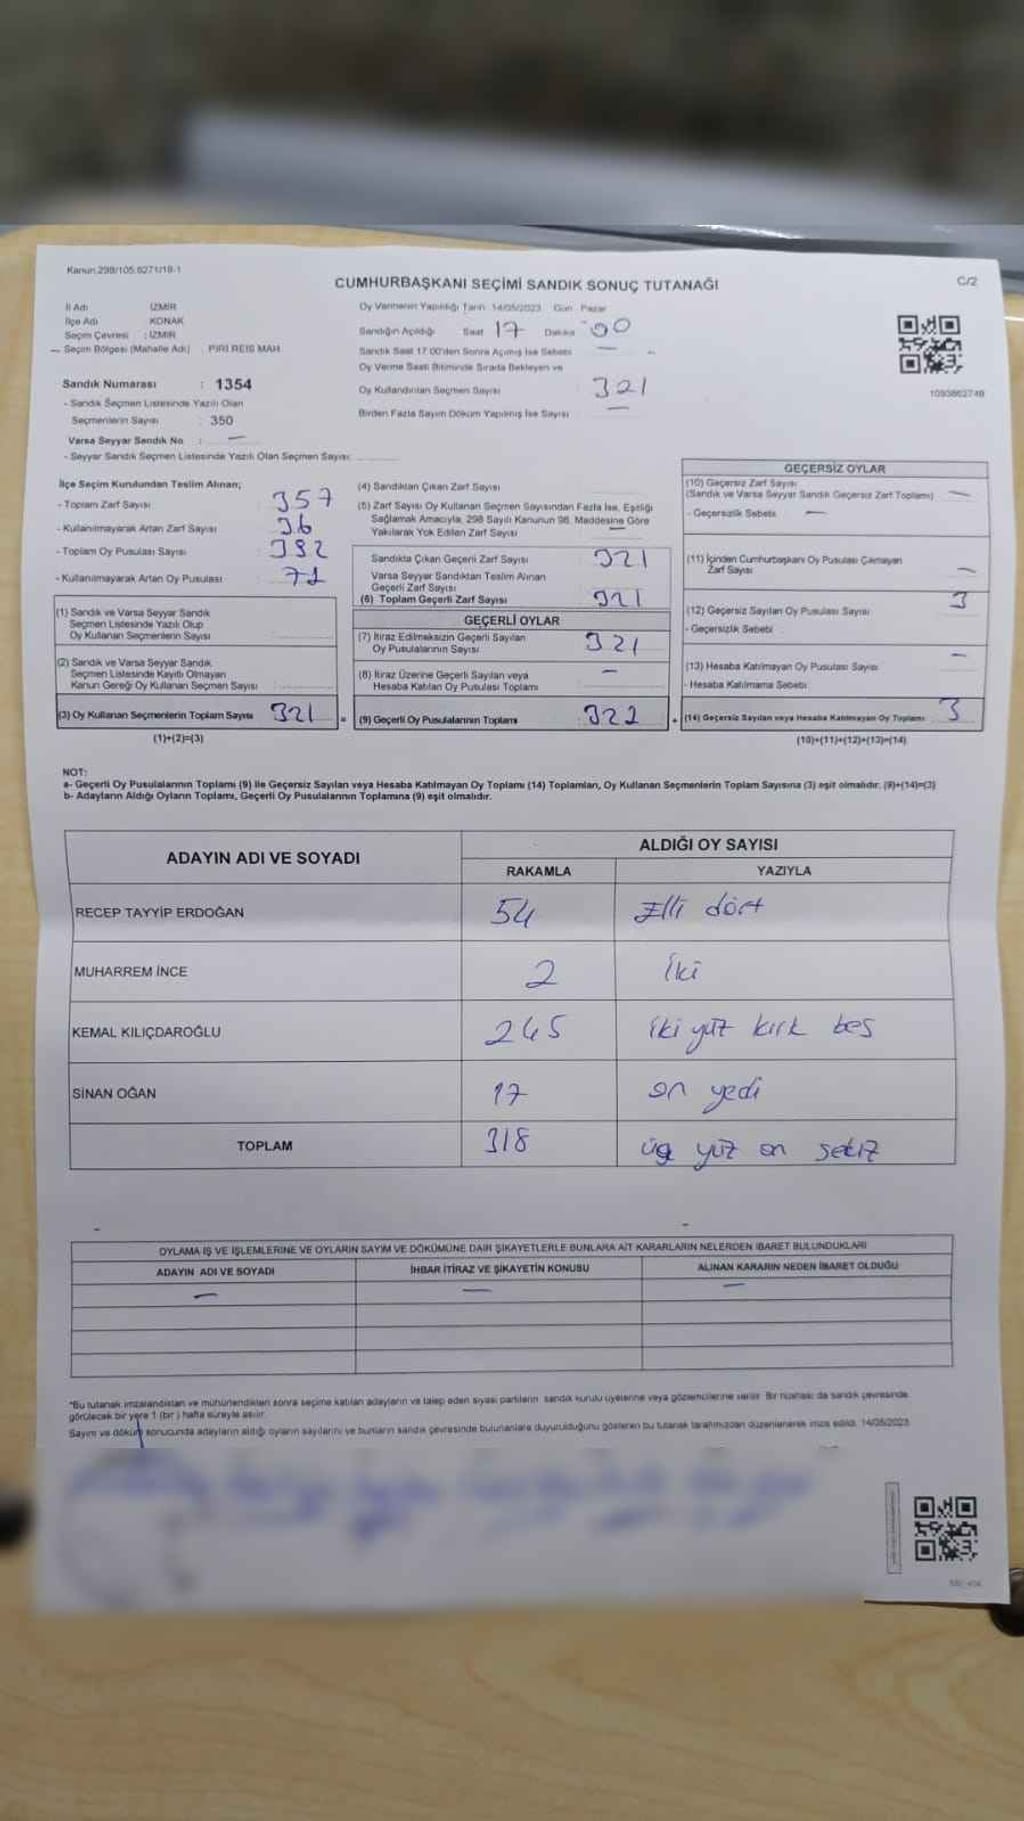 Kanun.298/105.6271/18-1
CUMHURBAŞKANI SEÇİMİ SANDIK SONUÇ TUTANAĞI
C/2
İl Adı İZMİR
İlçe Adı KONAK
Seçim Çevresi : İZMİR
Seçim Bölgesi (Mahalle Adı) : PİRİ REİS MAH
Sandık Numarası : 1354
- Sandık Seçmen Listesinde Yazılı Olan
Seçmenlerin Sayısı 350
Varsa Seyyar Sandık No : —
- Seyyar Sandık Seçmen Listesinde Yazılı Olan Seçmen Sayısı:
Oy Vermenin Yapıldığı Tarih 14/05/2023 Gün Pazar
Sandığın Açıldığı Saat 17 Dakika 00
Sandık Saat 17:00'den Sonra Açımış İse Sebebi —
Oy Verme Saati Bitiminde Sırada Bekleyen ve
Oy Kullandırılan Seçmen Sayısı 321
Birden Fazla Sayım Döküm Yapılmış İse Sayısı —
1093862748
İlçe Seçim Kurulundan Teslim Alınan;
- Toplam Zarf Sayısı 357
- Kullanılmayarak Artan Zarf Sayısı 36
- Toplam Oy Pusulası Sayısı 392
- Kullanılmayarak Artan Oy Pusulası 71
(1) Sandık ve Varsa Seyyar Sandık
Seçmen Listesinde Yazılı Olup
Oy Kullanan Seçmenlerin Sayısı
(2) Sandık ve Varsa Seyyar Sandık
Seçmen Listesinde Kayıtlı Olmayan
Kanun Gereği Oy Kullanan Seçmen Sayısı
(3) Oy Kullanan Seçmenlerin Toplam Sayısı 321 =
(1)+(2)=(3)
(4) Sandıktan Çıkan Zarf Sayısı
(5) Zarf Sayısı Oy Kullanan Seçmen Sayısından Fazla İse, Eşitliği
Sağlamak Amacıyla, 298 Sayılı Kanunun 98. Maddesine Göre
Yakılarak Yok Edilen Zarf Sayısı —
Sandıkta Çıkan Geçerli Zarf Sayısı 321
Varsa Seyyar Sandıktan Teslim Alınan
Geçerli Zarf Sayısı
(6) Toplam Geçerli Zarf Sayısı 321
GEÇERLİ OYLAR
(7) İtiraz Edilmeksizin Geçerli Sayılan
Oy Pusulalarının Sayısı 321
(8) İtiraz Üzerine Geçerli Sayılan veya
Hesaba Katılan Oy Pusulası Toplamı —
(9) Geçerli Oy Pusulalarının Toplamı 322 +
GEÇERSİZ OYLAR
(10) Geçersiz Zarf Sayısı
(Sandık ve Varsa Seyyar Sandık Geçersiz Zarf Toplamı) —
- Geçersizlik Sebebi —
(11) İçinden Cumhurbaşkanı Oy Pusulası Çıkmayan
Zarf Sayısı —
(12) Geçersiz Sayılan Oy Pusulası Sayısı 3
- Geçersizlik Sebebi
(13) Hesaba Katılmayan Oy Pusulası Sayısı —
- Hesaba Katılmama Sebebi
(14) Geçersiz Sayılan veya Hesaba Katılmayan Oy Toplamı 3
(10)+(11)+(12)+(13)=(14)
NOT:
a- Geçerli Oy Pusulalarının Toplamı (9) ile Geçersiz Sayılan veya Hesaba Katılmayan Oy Toplamı (14) Toplamları, Oy Kullanan Seçmenlerin Toplam Sayısına (3) eşit olmalıdır. (9)+(14)=(3)
b- Adayların Aldığı Oyların Toplamı, Geçerli Oy Pusulalarının Toplamına (9) eşit olmalıdır.
ADAYIN ADI VE SOYADI
ALDIĞI OY SAYISI
RAKAMLA YAZIYLA
RECEP TAYYİP ERDOĞAN 54 Elli dört
MUHARREM İNCE 2 İki
KEMAL KILIÇDAROĞLU 245 iki yüz kırk beş
SİNAN OĞAN 17 on yedi
TOPLAM 318 üç yüz on sekiz
OYLAMA İŞ VE İŞLEMLERİNE VE OYLARIN SAYIM VE DÖKÜMÜNE DAİR ŞİKAYETLERLE BUNLARA AİT KARARLARIN NELERDEN İBARET BULUNDUKLARI
ADAYIN ADI VE SOYADI İHBAR İTİRAZ VE ŞİKAYETİN KONUSU ALINAN KARARIN NEDEN İBARET OLDUĞU
— — —
"Bu tutanak imzalandıktan ve mühürlendikten sonra seçime katılan adayların ve talep eden siyasi partilerin sandık kurulu üyelerine veya gözlemcilerine verilir. Bir nüshası da sandık çevresinde
görülecek bir yere 1 (bir ) hafta süreyle asılır.
Sayım ve döküm sonucunda adayların aldığı oyların sayılarını ve bunların sandık çevresinde bulunanlara duyurulduğunu gösteren bu tutanak tarafımızdan düzenlenerek imza edildi. 14/05/2023